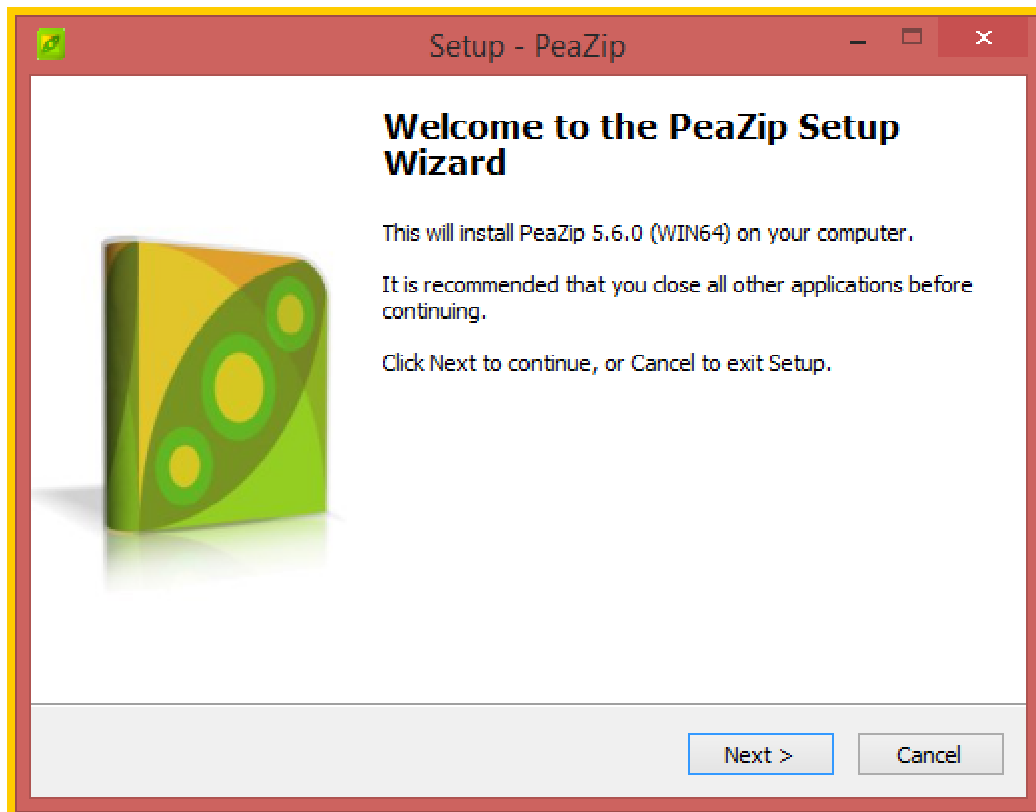 Setup - PeaZip
Welcome to the PeaZip Setup
Wizard
This will install PeaZip 5.6.0 (WIN64) on your computer.
It is recommended that you close all other applications before
continuing.
Click Next to continue, or Cancel to exit Setup.
Next >
Cancel